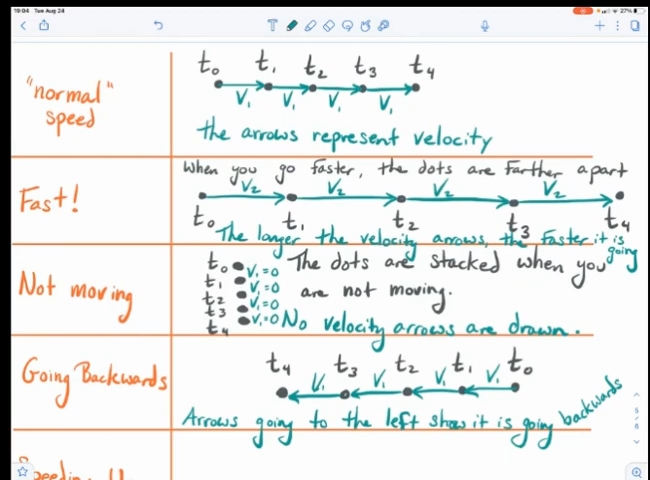 19:04 Tue Aug 24
27%
"normal" speed
t₀ t₁ t₂ t₃ t₄
V₁ V₁ V₁ V₁
the arrows represent velocity
When you go faster, the dots are farther apart
Fast!
V₂ V₂ V₂ V₂
t₀ t₁ t₂ t₃ t₄
The longer the velocity arrows, the faster it is going
Not moving
t₀ V₁=0 The dots are stacked when you
t₁ V₁=0 are not moving.
t₂ V₁=0
t₃ V₁=0 No velocity arrows are drawn.
t₄
Going Backwards
t₄ t₃ t₂ t₁ t₀
V₁ V₁ V₁ V₁
Arrows going to the left show it is going backwards
Speeding Up